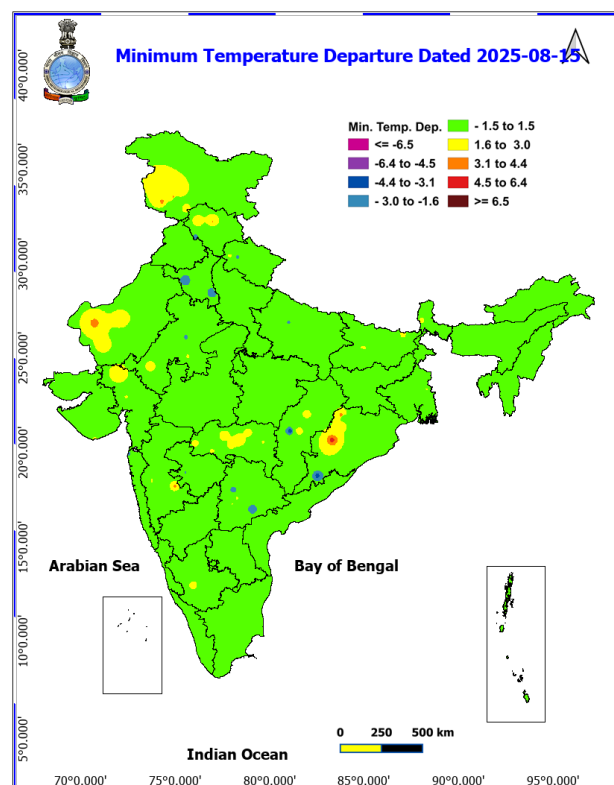 Minimum Temperature Departure Dated 2025-08-15
Min. Temp. Dep.
<= -6.5
-6.4 to -4.5
-4.4 to -3.1
- 3.0 to -1.6
- 1.5 to 1.5
1.6 to 3.0
3.1 to 4.4
4.5 to 6.4
>= 6.5
40°0.000'
35°0.000'
30°0.000'
25°0.000'
20°0.000'
15°0.000'
10°0.000'
5°0.000'
Arabian Sea
Bay of Bengal
Indian Ocean
0 250 500 km
70°0.000' 75°0.000' 80°0.000' 85°0.000' 90°0.000' 95°0.000'